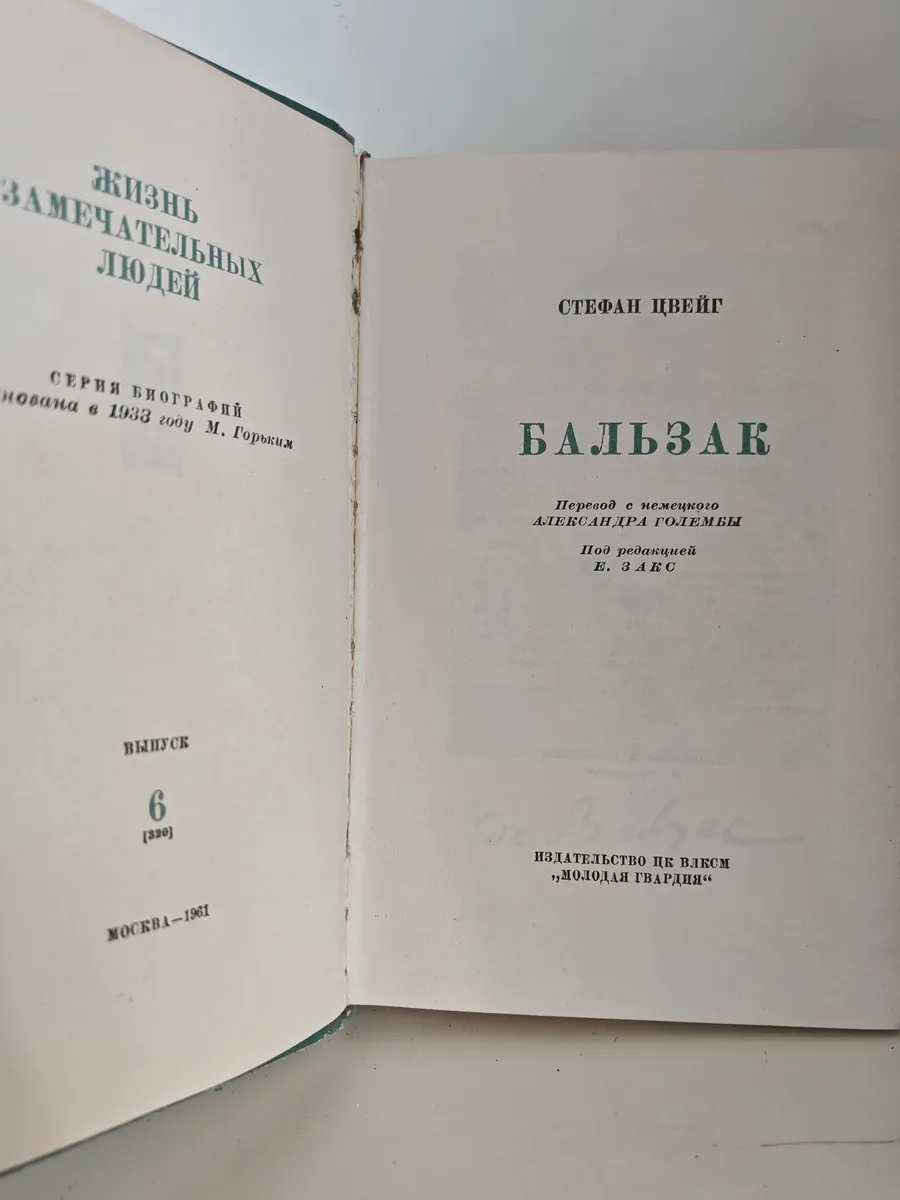 ЖИЗНЬ
ЗАМЕЧАТЕЛЬНЫХ
ЛЮДЕЙ
СЕРИЯ БИОГРАФИЙ
нована в 1933 году М. Горьким
ВЫПУСК
6
[320]
МОСКВА—1961
СТЕФАН ЦВЕЙГ
БАЛЬЗАК
Перевод с немецкого
АЛЕКСАНДРА ГОЛЕМБЫ
Под редакцией
Е. ЗАКС
ИЗДАТЕЛЬСТВО ЦК ВЛКСМ
„МОЛОДАЯ ГВАРДИЯ“